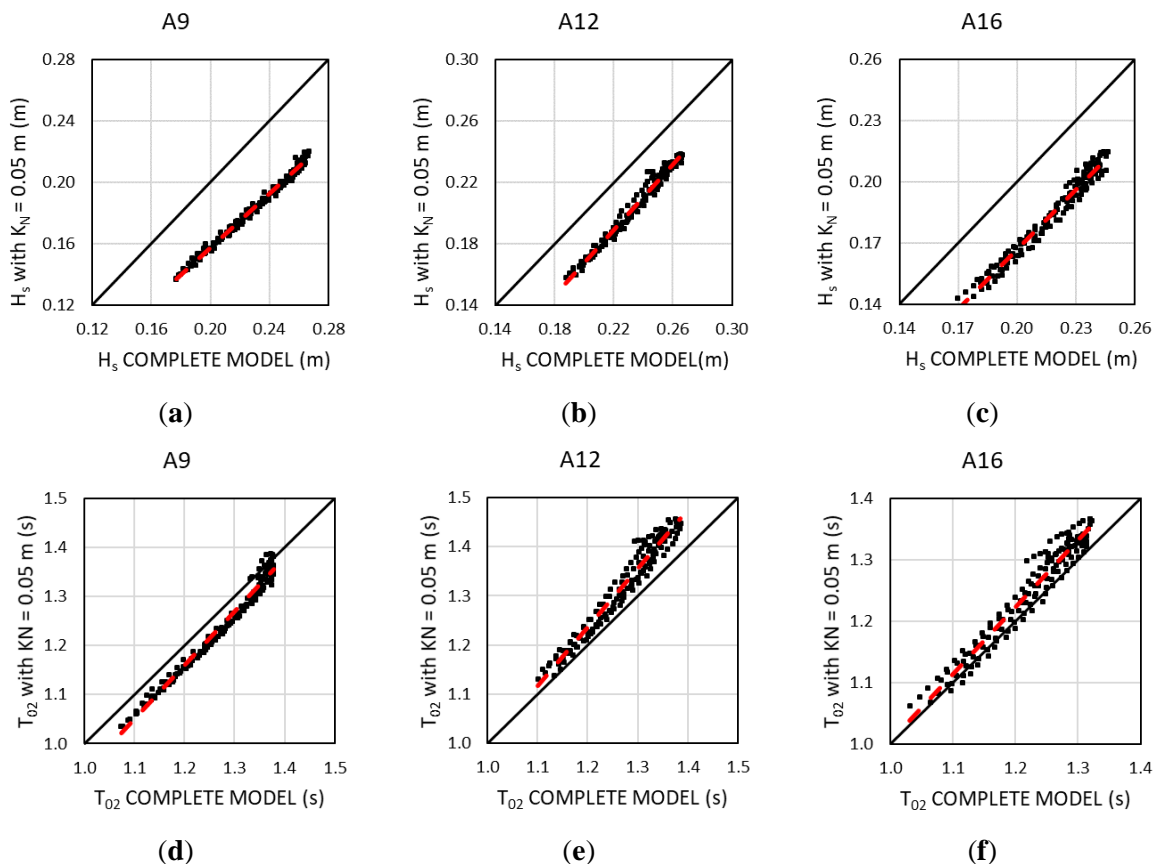 A9
A12
A16
Hs with KN = 0.05 m (m)
0.28
0.24
0.20
0.16
0.12
0.12 0.16 0.20 0.24 0.28
Hs COMPLETE MODEL (m)
(a)
Hs with KN = 0.05 m (m)
0.30
0.26
0.22
0.18
0.14
0.14 0.18 0.22 0.26 0.30
Hs COMPLETE MODEL(m)
(b)
Hs with KN = 0.05 m (m)
0.26
0.23
0.20
0.17
0.14
0.14 0.17 0.20 0.23 0.26
Hs COMPLETE MODEL (m)
(c)
A9
A12
A16
T02 with KN = 0.05 m (s)
1.5
1.4
1.3
1.2
1.1
1.0
1.0 1.1 1.2 1.3 1.4 1.5
T02 COMPLETE MODEL (s)
(d)
T02 with KN = 0.05 m (s)
1.5
1.4
1.3
1.2
1.1
1.0
1.0 1.1 1.2 1.3 1.4 1.5
T02 COMPLETE MODEL (s)
(e)
T02 with KN = 0.05 m (s)
1.4
1.3
1.2
1.1
1.0
1.0 1.1 1.2 1.3 1.4
T02 COMPLETE MODEL (s)
(f)